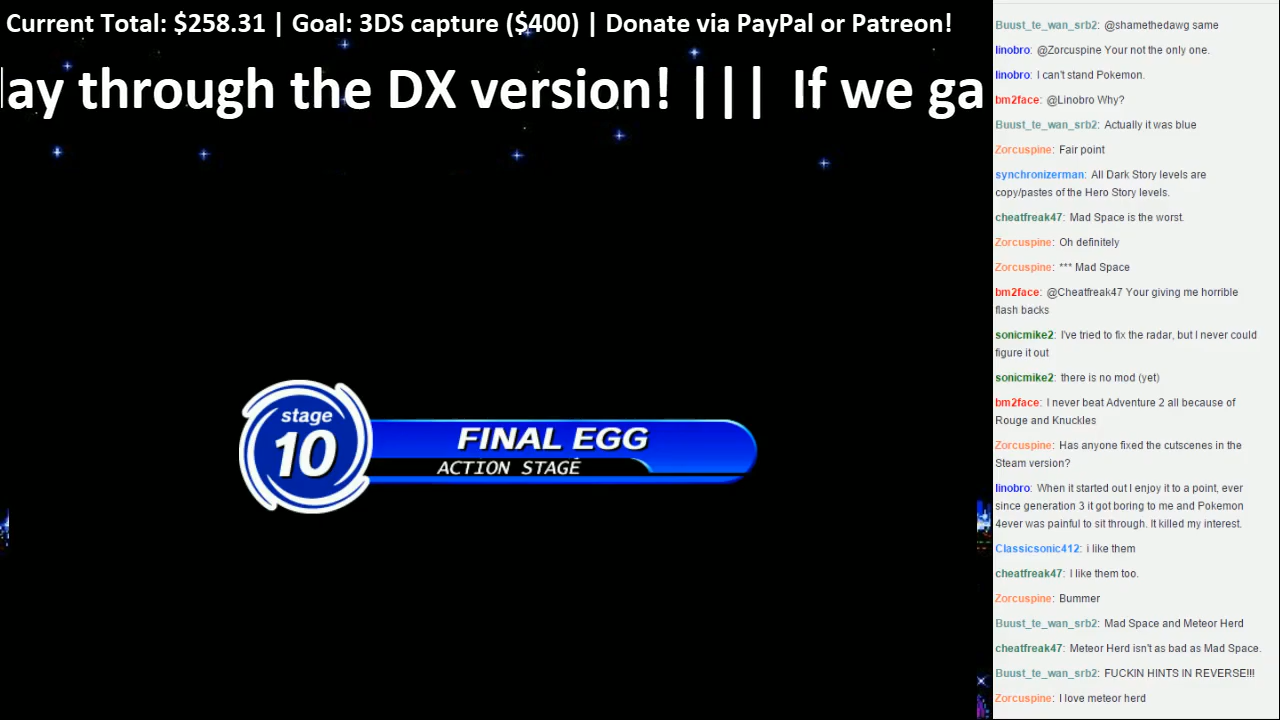 Current Total: $258.31 | Goal: 3DS capture ($400) | Donate via PayPal or Patreon!
lay through the DX version! ||| If we ga
stage
10
FINAL EGG
ACTION STAGE
Buust_te_wan_srb2: @shamethedawg same
linobro: @Zorcuspine Your not the only one.
linobro: I can't stand Pokemon.
bm2face: @Linobro Why?
Buust_te_wan_srb2: Actually it was blue
Zorcuspine: Fair point
synchronizerman: All Dark Story levels are
copy/pastes of the Hero Story levels.
cheatfreak47: Mad Space is the worst.
Zorcuspine: Oh definitely
Zorcuspine: *** Mad Space
bm2face: @Cheatfreak47 Your giving me horrible
flash backs
sonicmike2: I've tried to fix the radar, but I never could
figure it out
sonicmike2: there is no mod (yet)
bm2face: I never beat Adventure 2 all because of
Rouge and Knuckles
Zorcuspine: Has anyone fixed the cutscenes in the
Steam version?
linobro: When it started out I enjoy it to a point, ever
since generation 3 it got boring to me and Pokemon
4ever was painful to sit through. It killed my interest.
Classicsonic412: i like them
cheatfreak47: I like them too.
Zorcuspine: Bummer
Buust_te_wan_srb2: Mad Space and Meteor Herd
cheatfreak47: Meteor Herd isn't as bad as Mad Space.
Buust_te_wan_srb2: FUCKIN HINTS IN REVERSE!!!
Zorcuspine: I love meteor herd